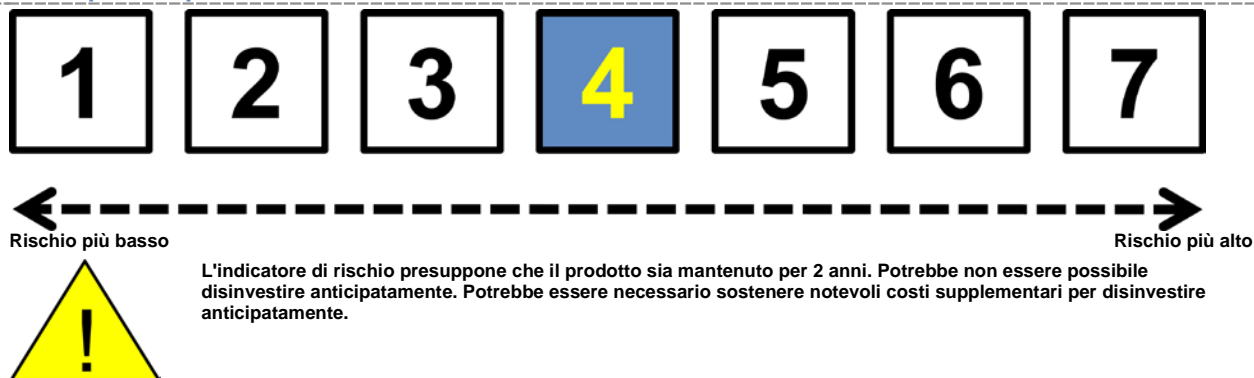 1 2 3 4 5 6 7
Rischio più basso Rischio più alto
L'indicatore di rischio presuppone che il prodotto sia mantenuto per 2 anni. Potrebbe non essere possibile
disinvestire anticipatamente. Potrebbe essere necessario sostenere notevoli costi supplementari per disinvestire
anticipatamente.
!